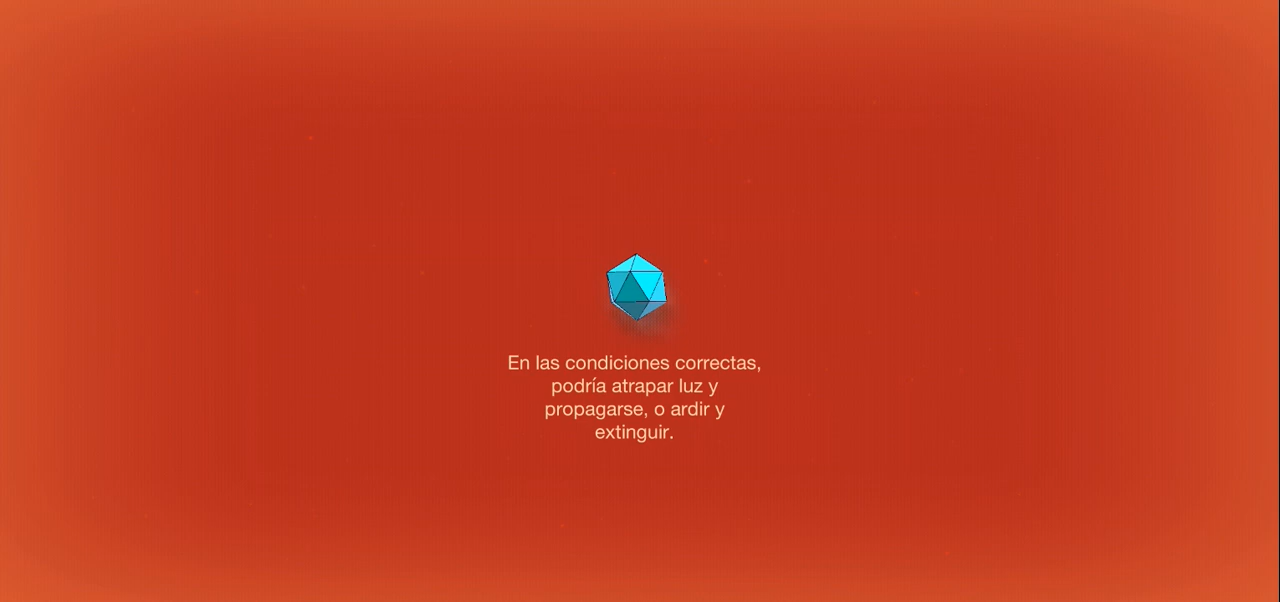 En las condiciones correctas,
podría atrapar luz y
propagarse, o ardir y
extinguir.